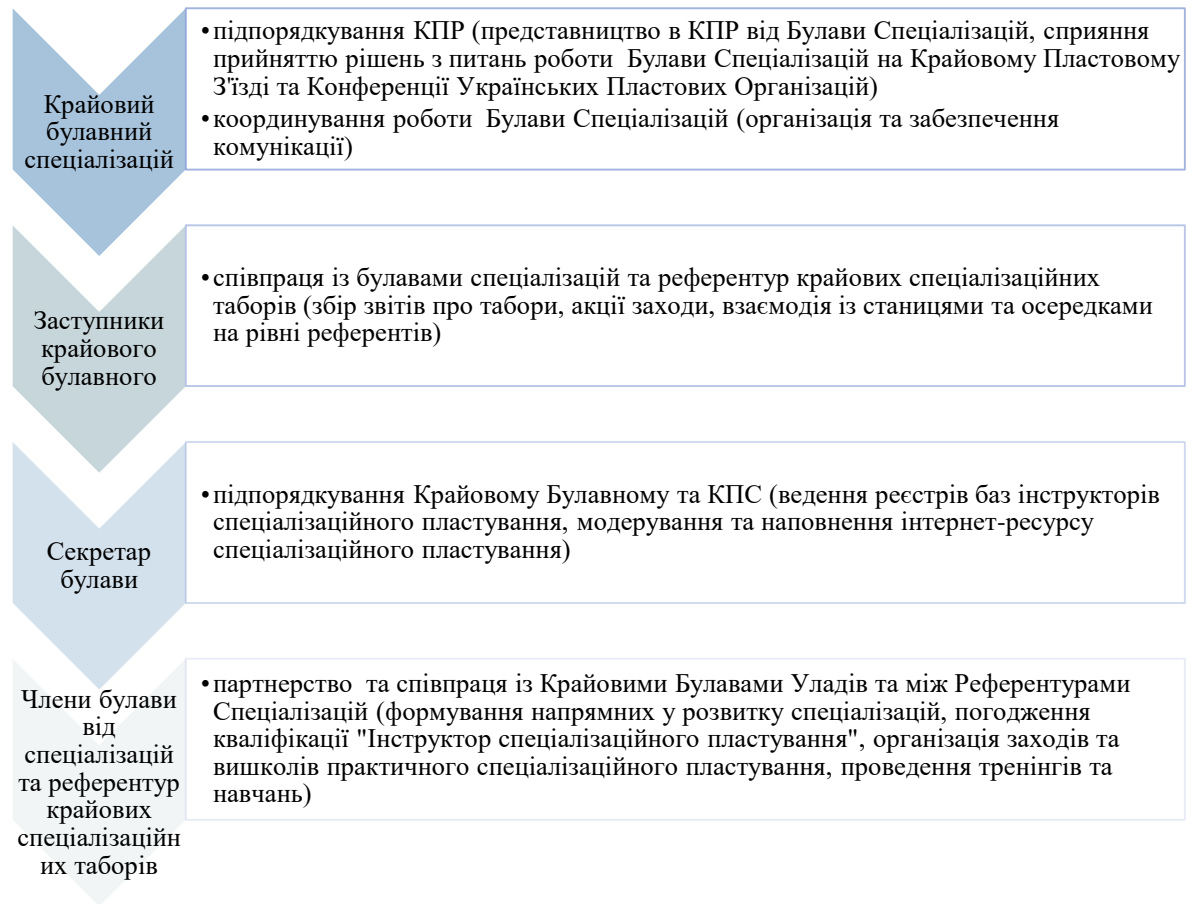 Крайовий
булавний
спеціалізацій
•підпорядкування КПР (представництво в КПР від Булави Спеціалізацій, сприяння
прийняттю рішень з питань роботи Булави Спеціалізацій на Крайовому Пластовому
З'їзді та Конференції Українських Пластових Організацій)
•координування роботи Булави Спеціалізацій (організація та забезпечення
комунікації)
Заступники
крайового
булавного
•співпраця із булавами спеціалізацій та референтур крайових спеціалізаційних
таборів (збір звітів про табори, акції заходи, взаємодія із станицями та осередками
на рівні референтів)
Секретар
булави
•підпорядкування Крайовому Булавному та КПС (ведення реєстрів баз інструкторів
спеціалізаційного пластування, модерування та наповнення інтернет-ресурсу
спеціалізаційного пластування)
Члени булави
від
спеціалізацій
та референтур
крайових
спеціалізаційн
их таборів
•партнерство та співпраця із Крайовими Булавами Уладів та між Референтурами
Спеціалізацій (формування напрямних у розвитку спеціалізацій, погодження
кваліфікації "Інструктор спеціалізаційного пластування", організація заходів та
вишколів практичного спеціалізаційного пластування, проведення тренінгів та
навчань)